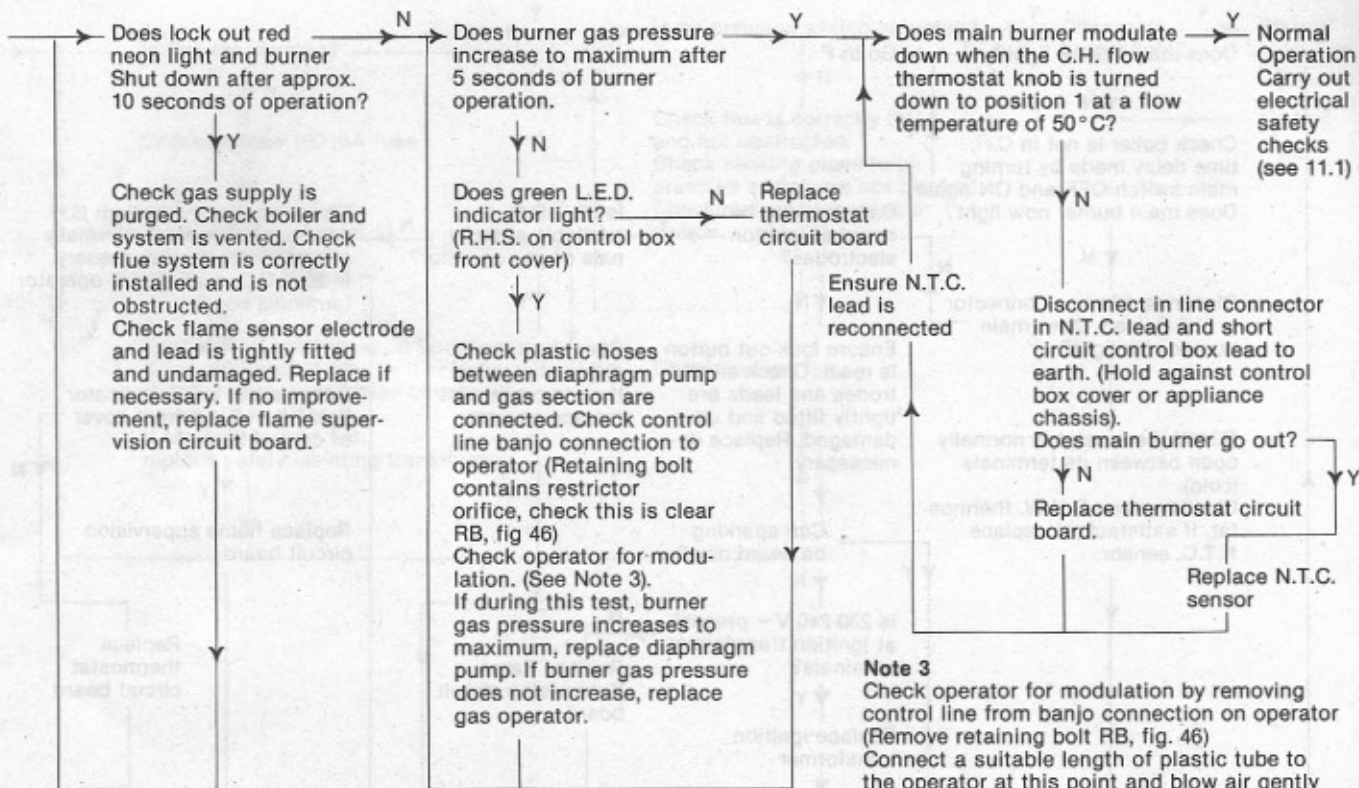 N
Y
Y
Does lock out red
neon light and burner
Shut down after approx.
10 seconds of operation?
Y
Check gas supply is
purged. Check boiler and
system is vented. Check
flue system is correctly
installed and is not
obstructed.
Check flame sensor electrode
and lead is tightly fitted
and undamaged. Replace if
necessary. If no improve-
ment, replace flame super-
vision circuit board.
Does burner gas pressure
increase to maximum after
5 seconds of burner
operation.
N
Does green L.E.D.
indicator light?
(R.H.S. on control box
front cover)
N
Replace
thermostat
circuit board
Y
Check plastic hoses
between diaphragm pump
and gas section are
connected. Check control
line banjo connection to
operator (Retaining bolt
contains restrictor
orifice, check this is clear
RB, fig 46)
Check operator for modu-
lation. (See Note 3).
If during this test, burner
gas pressure increases to
maximum, replace diaphragm
pump. If burner gas pressure
does not increase, replace
gas operator.
Does main burner modulate
down when the C.H. flow
thermostat knob is turned
down to position 1 at a flow
temperature of 50°C?
Normal
Operation
Carry out
electrical
safety
checks
(see 11.1)
N
Ensure N.T.C.
lead is
reconnected
Disconnect in line connector
in N.T.C. lead and short
circuit control box lead to
earth. (Hold against control
box cover or appliance
chassis).
Does main burner go out?
N
Y
Replace thermostat circuit
board.
Replace N.T.C.
sensor
Note 3
Check operator for modulation by removing
control line from banjo connection on operator
(Remove retaining bolt RB, fig. 46)
Connect a suitable length of plastic tube to
the operator at this point and blow air gently